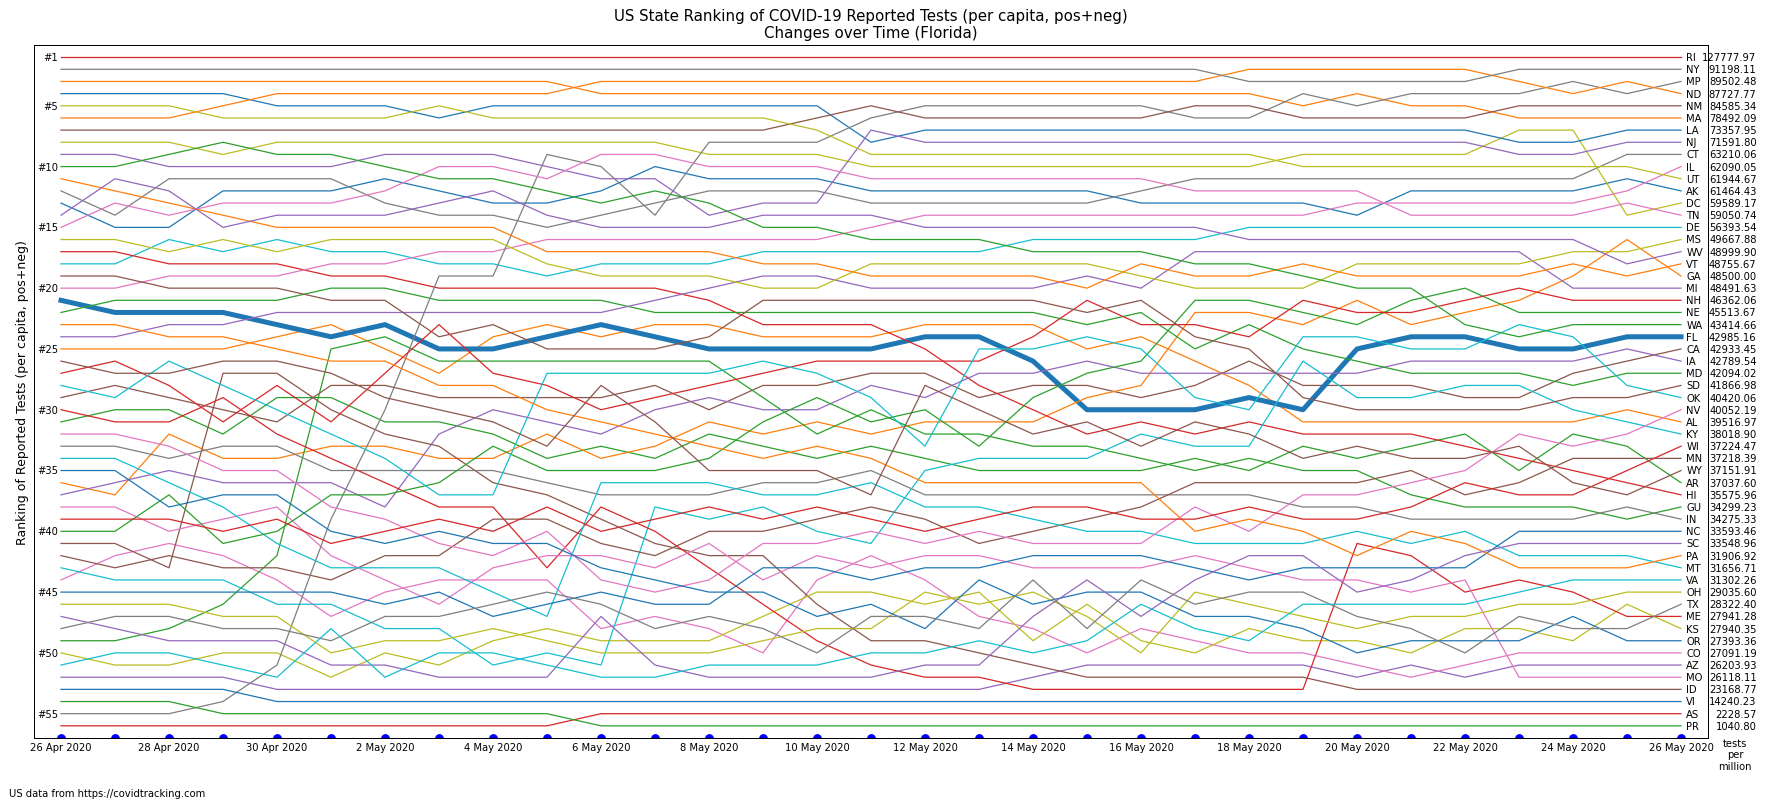 US State Ranking of COVID-19 Reported Tests (per capita, pos+neg)
Changes over Time (Florida)
Ranking of Reported Tests (per capita, pos+neg)
#1
#5
#10
#15
#20
#25
#30
#35
#40
#45
#50
#55
RI 127777.97
NY 91198.11
MP 89502.48
ND 87727.77
NM 84585.34
MA 78492.09
LA 73357.95
NJ 71591.80
CT 63210.06
IL 62090.05
UT 61944.67
AK 61464.43
DC 59589.17
TN 59050.74
DE 56393.54
MS 49667.88
WV 48999.90
VT 48755.67
GA 48500.00
MI 48491.63
NH 46362.06
NE 45513.67
WA 43414.66
FL 42985.16
CA 42933.45
IA 42789.54
MD 42094.02
SD 41866.98
OK 40420.06
NV 40052.19
AL 39516.97
KY 38018.90
WI 37224.47
MN 37218.39
WY 37151.91
AR 37037.60
HI 35575.96
GU 34299.23
IN 34275.33
NC 33593.46
SC 33548.96
PA 31906.92
MT 31656.71
VA 31302.26
OH 29035.60
TX 28322.40
ME 27941.28
KS 27940.35
OR 27393.36
CO 27091.19
AZ 26203.93
MO 26118.11
ID 23168.77
VI 14240.23
AS 2228.57
PR 1040.80
26 Apr 2020 28 Apr 2020 30 Apr 2020 2 May 2020 4 May 2020 6 May 2020 8 May 2020 10 May 2020 12 May 2020 14 May 2020 16 May 2020 18 May 2020 20 May 2020 22 May 2020 24 May 2020 26 May 2020
tests
per
million
US data from https://covidtracking.com